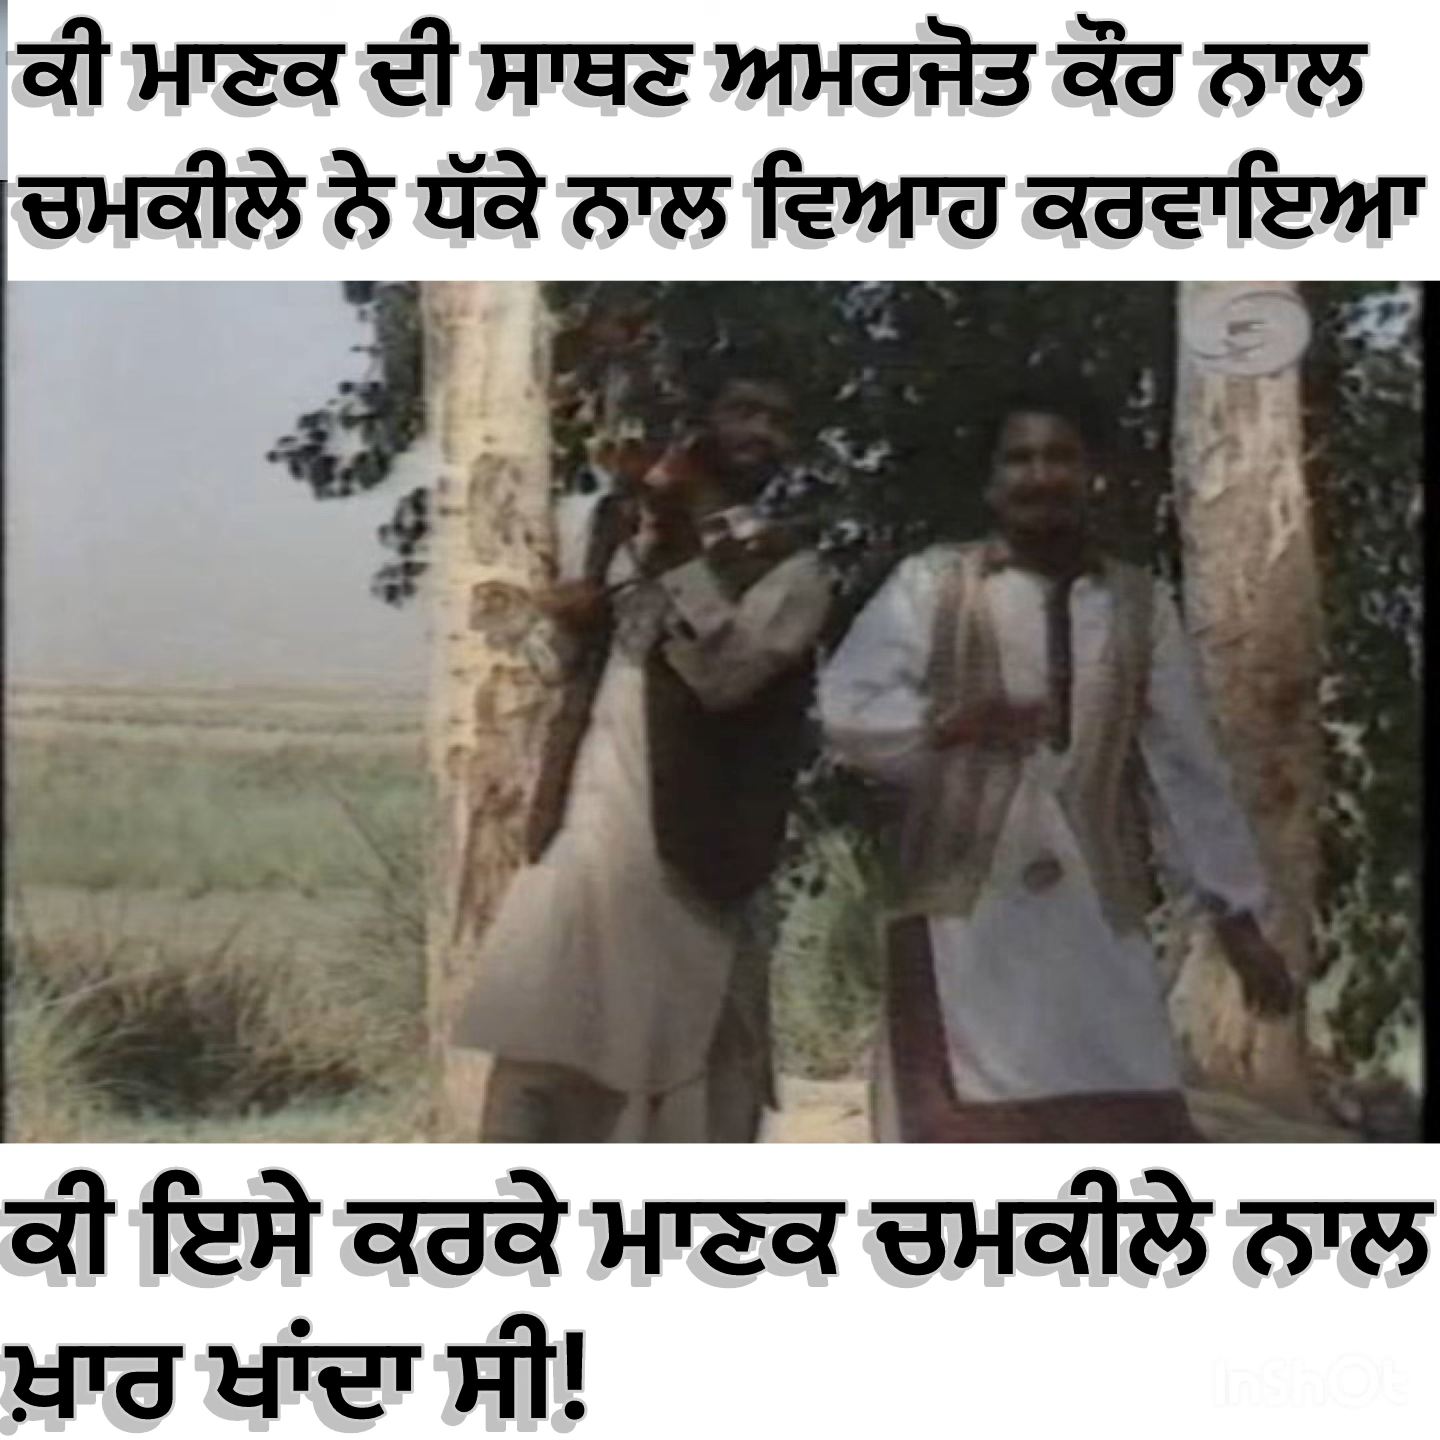 ਕੀ ਮਾਣਕ ਦੀ ਸਾਥਣ ਅਮਰਜੋਤ ਕੌਰ ਨਾਲ
ਚਮਕੀਲੇ ਨੇ ਧੱਕੇ ਨਾਲ ਵਿਆਹ ਕਰਵਾਇਆ
ਕੀ ਇਸੇ ਕਰਕੇ ਮਾਣਕ ਚਮਕੀਲੇ ਨਾਲ
ਖ਼ਾਰ ਖਾਂਦਾ ਸੀ!
InShOt